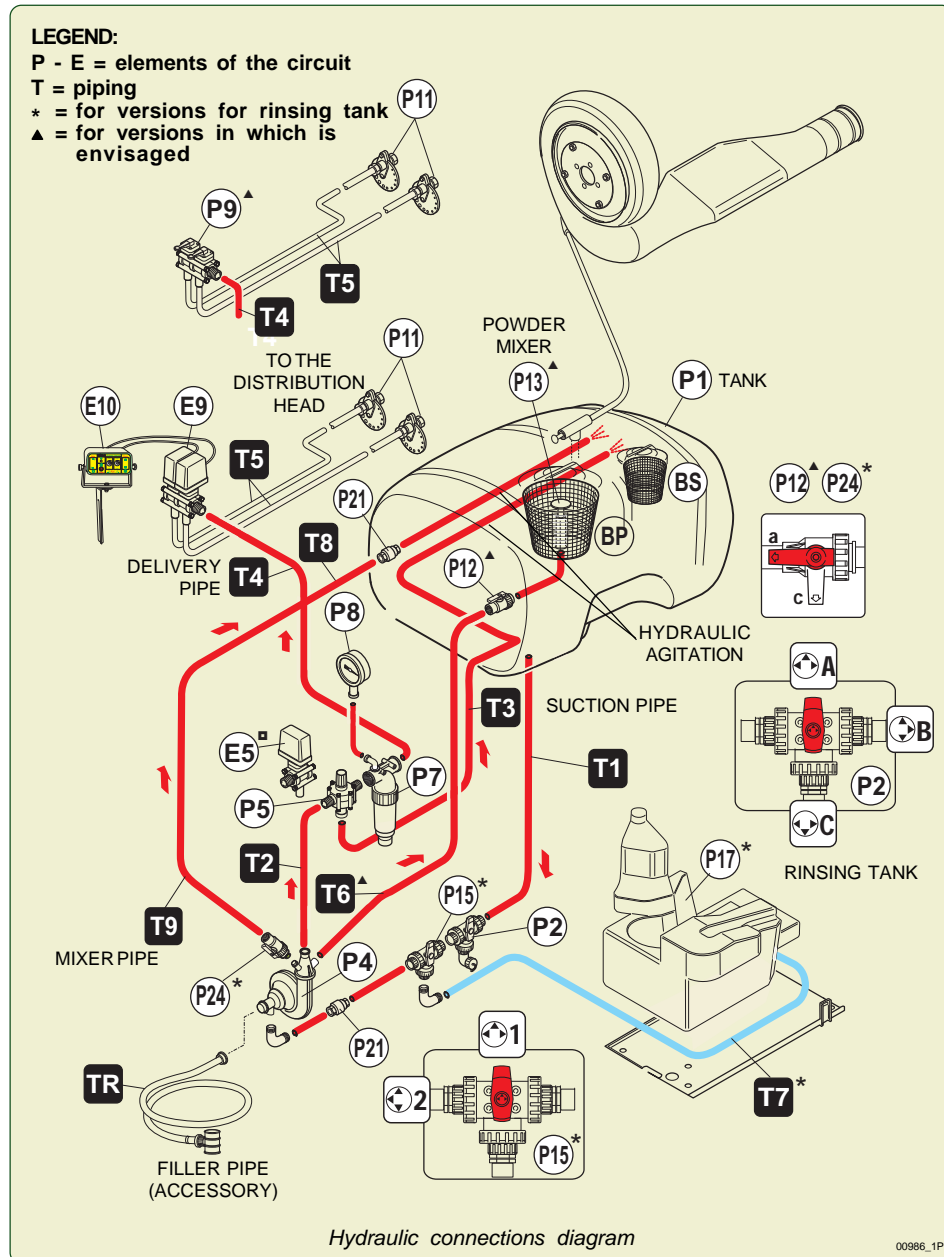 LEGEND:
P - E = elements of the circuit
T = piping
* = for versions for rinsing tank
▲ = for versions in which is
envisaged
P11
P9▲
T5
T4
T4
TO THE
DISTRIBUTION
HEAD
P11
POWDER
MIXER
P13▲
P1 TANK
E10
E9
T5
BS
BP
P12▲ P24*
a
c
P21
T8
DELIVERY
PIPE
T4
P12▲
P8
HYDRAULIC
AGITATION
T3
SUCTION PIPE
A
B
P2
C
E5
T1
P7
P5
RINSING TANK
P17*
T2
T6▲
P15*
P2
T9
MIXER PIPE
P4
P24*
P21
1
2
P15*
T7*
TR
FILLER PIPE
(ACCESSORY)
Hydraulic connections diagram
00986_1P